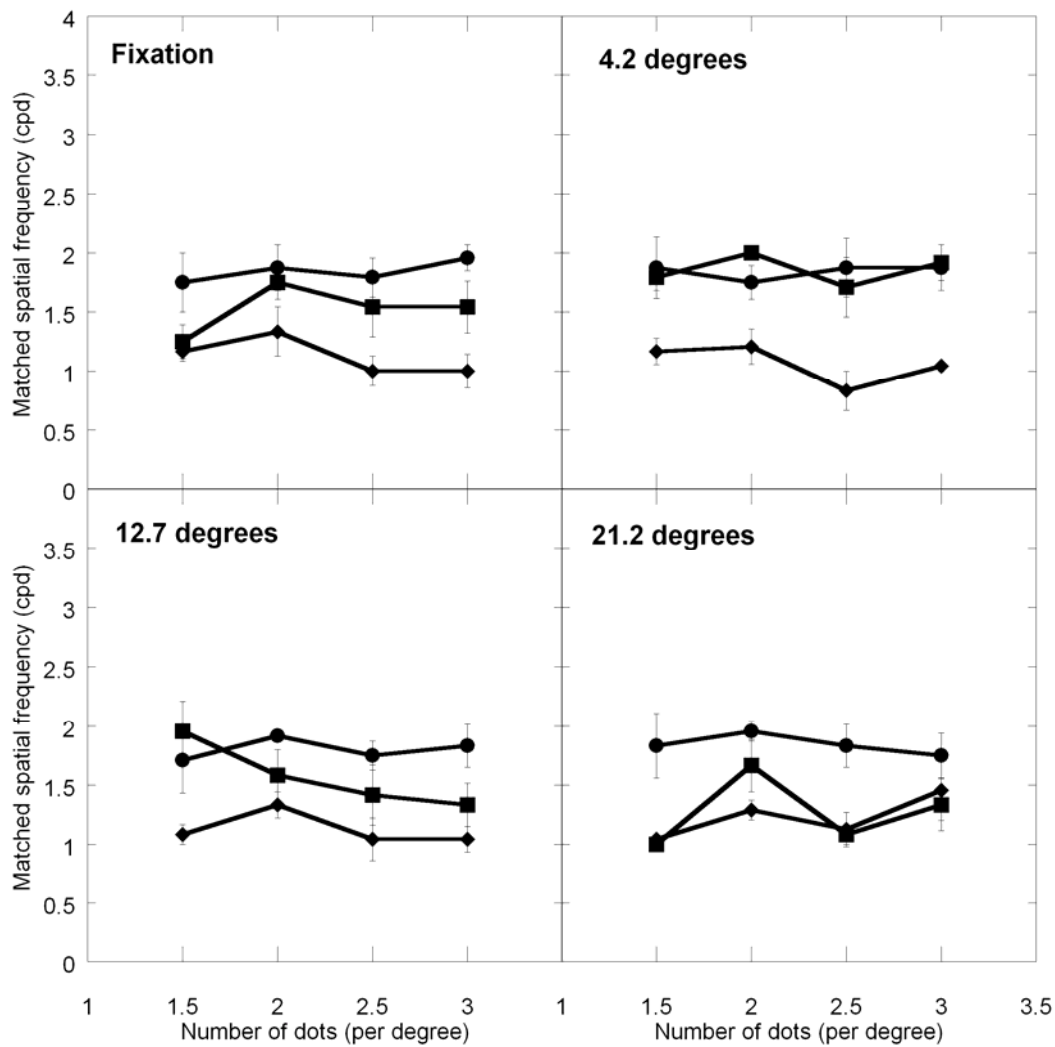 4
3.5
3
2.5
2
1.5
1
0.5
0
Matched spatial frequency (cpd)
Fixation
4.2 degrees
3.5
3
2.5
2
1.5
1
0.5
0
Matched spatial frequency (cpd)
12.7 degrees
21.2 degrees
1 1.5 2 2.5 3 1 1.5 2 2.5 3 3.5
Number of dots (per degree) Number of dots (per degree)